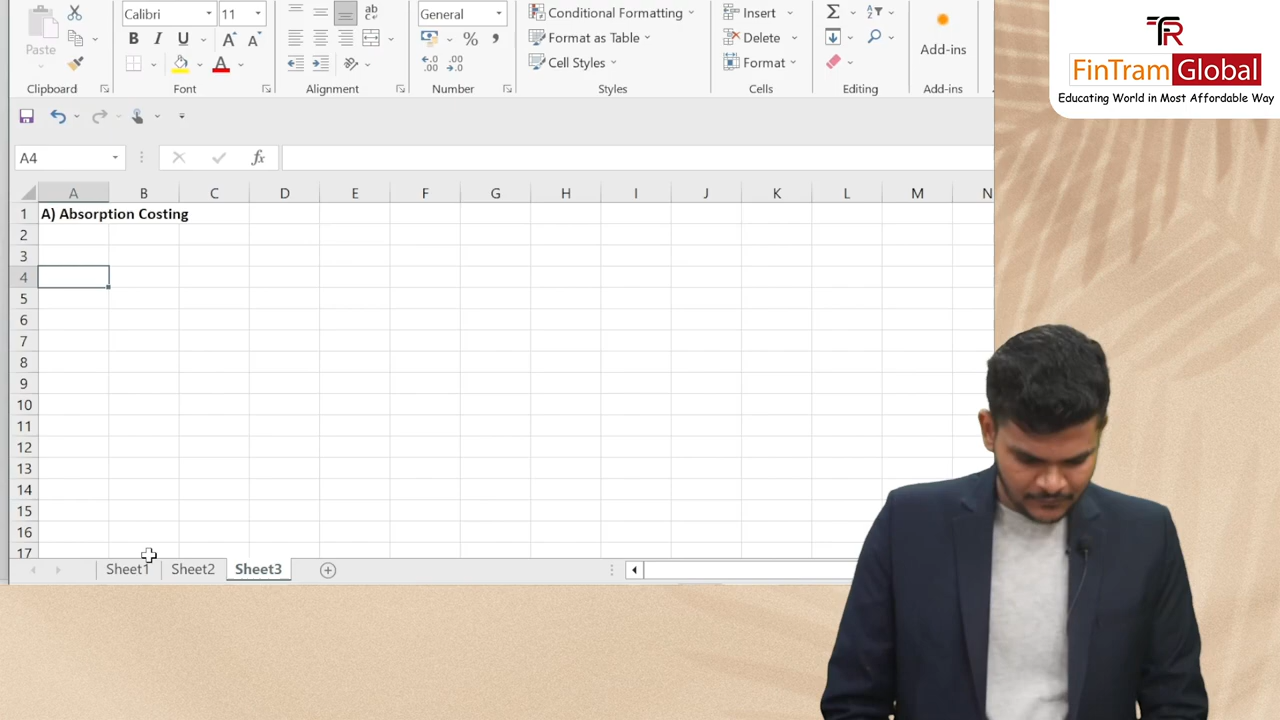 Calibri 11 ab General Conditional Formatting Insert Σ
Paste B I U A A % Format as Table Delete Add-ins
A Cell Styles Format
Clipboard Font Alignment Number Styles Cells Editing Add-ins
A4 fx
A B C D E F G H I J K L M N
1 A) Absorption Costing
2
3
4
5
6
7
8
9
10
11
12
13
14
15
16
17
Sheet1 Sheet2 Sheet3
TR
FinTram Global
Educating World in Most Affordable Way